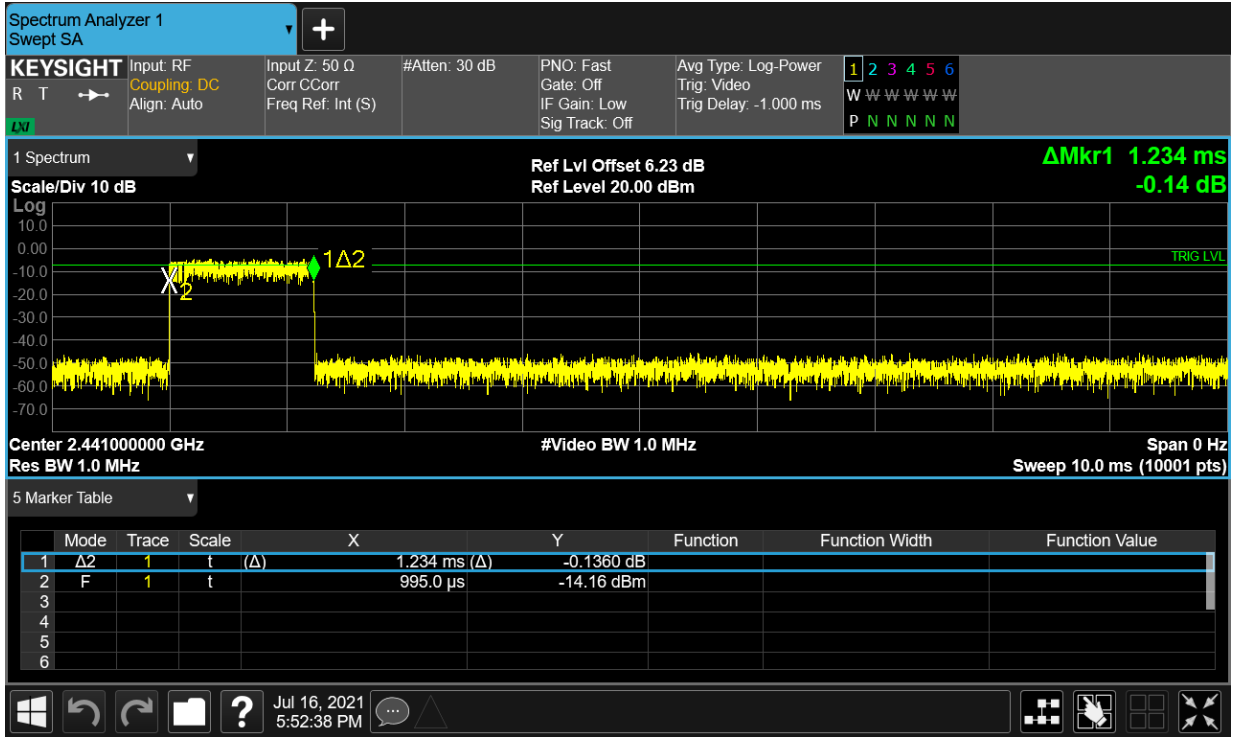 Spectrum Analyzer 1
Swept SA
+
KEYSIGHT
R T
LXI
Input: RF
Coupling: DC
Align: Auto
Input Z: 50 Ω
Corr CCorr
Freq Ref: Int (S)
#Atten: 30 dB
PNO: Fast
Gate: Off
IF Gain: Low
Sig Track: Off
Avg Type: Log-Power
Trig: Video
Trig Delay: -1.000 ms
1 2 3 4 5 6
W W W W W W
P N N N N N
1 Spectrum
Scale/Div 10 dB
Ref Lvl Offset 6.23 dB
Ref Level 20.00 dBm
ΔMkr1 1.234 ms
-0.14 dB
Log
10.0
0.00
-10.0
-20.0
-30.0
-40.0
-50.0
-60.0
-70.0
1Δ2
2
TRIG LVL
Center 2.441000000 GHz
#Video BW 1.0 MHz
Span 0 Hz
Res BW 1.0 MHz
Sweep 10.0 ms (10001 pts)
5 Marker Table
Mode Trace Scale X Y Function Function Width Function Value
1 Δ2 1 t (Δ) 1.234 ms (Δ) -0.1360 dB
2 F 1 t 995.0 µs -14.16 dBm
3
4
5
6
?
Jul 16, 2021
5:52:38 PM